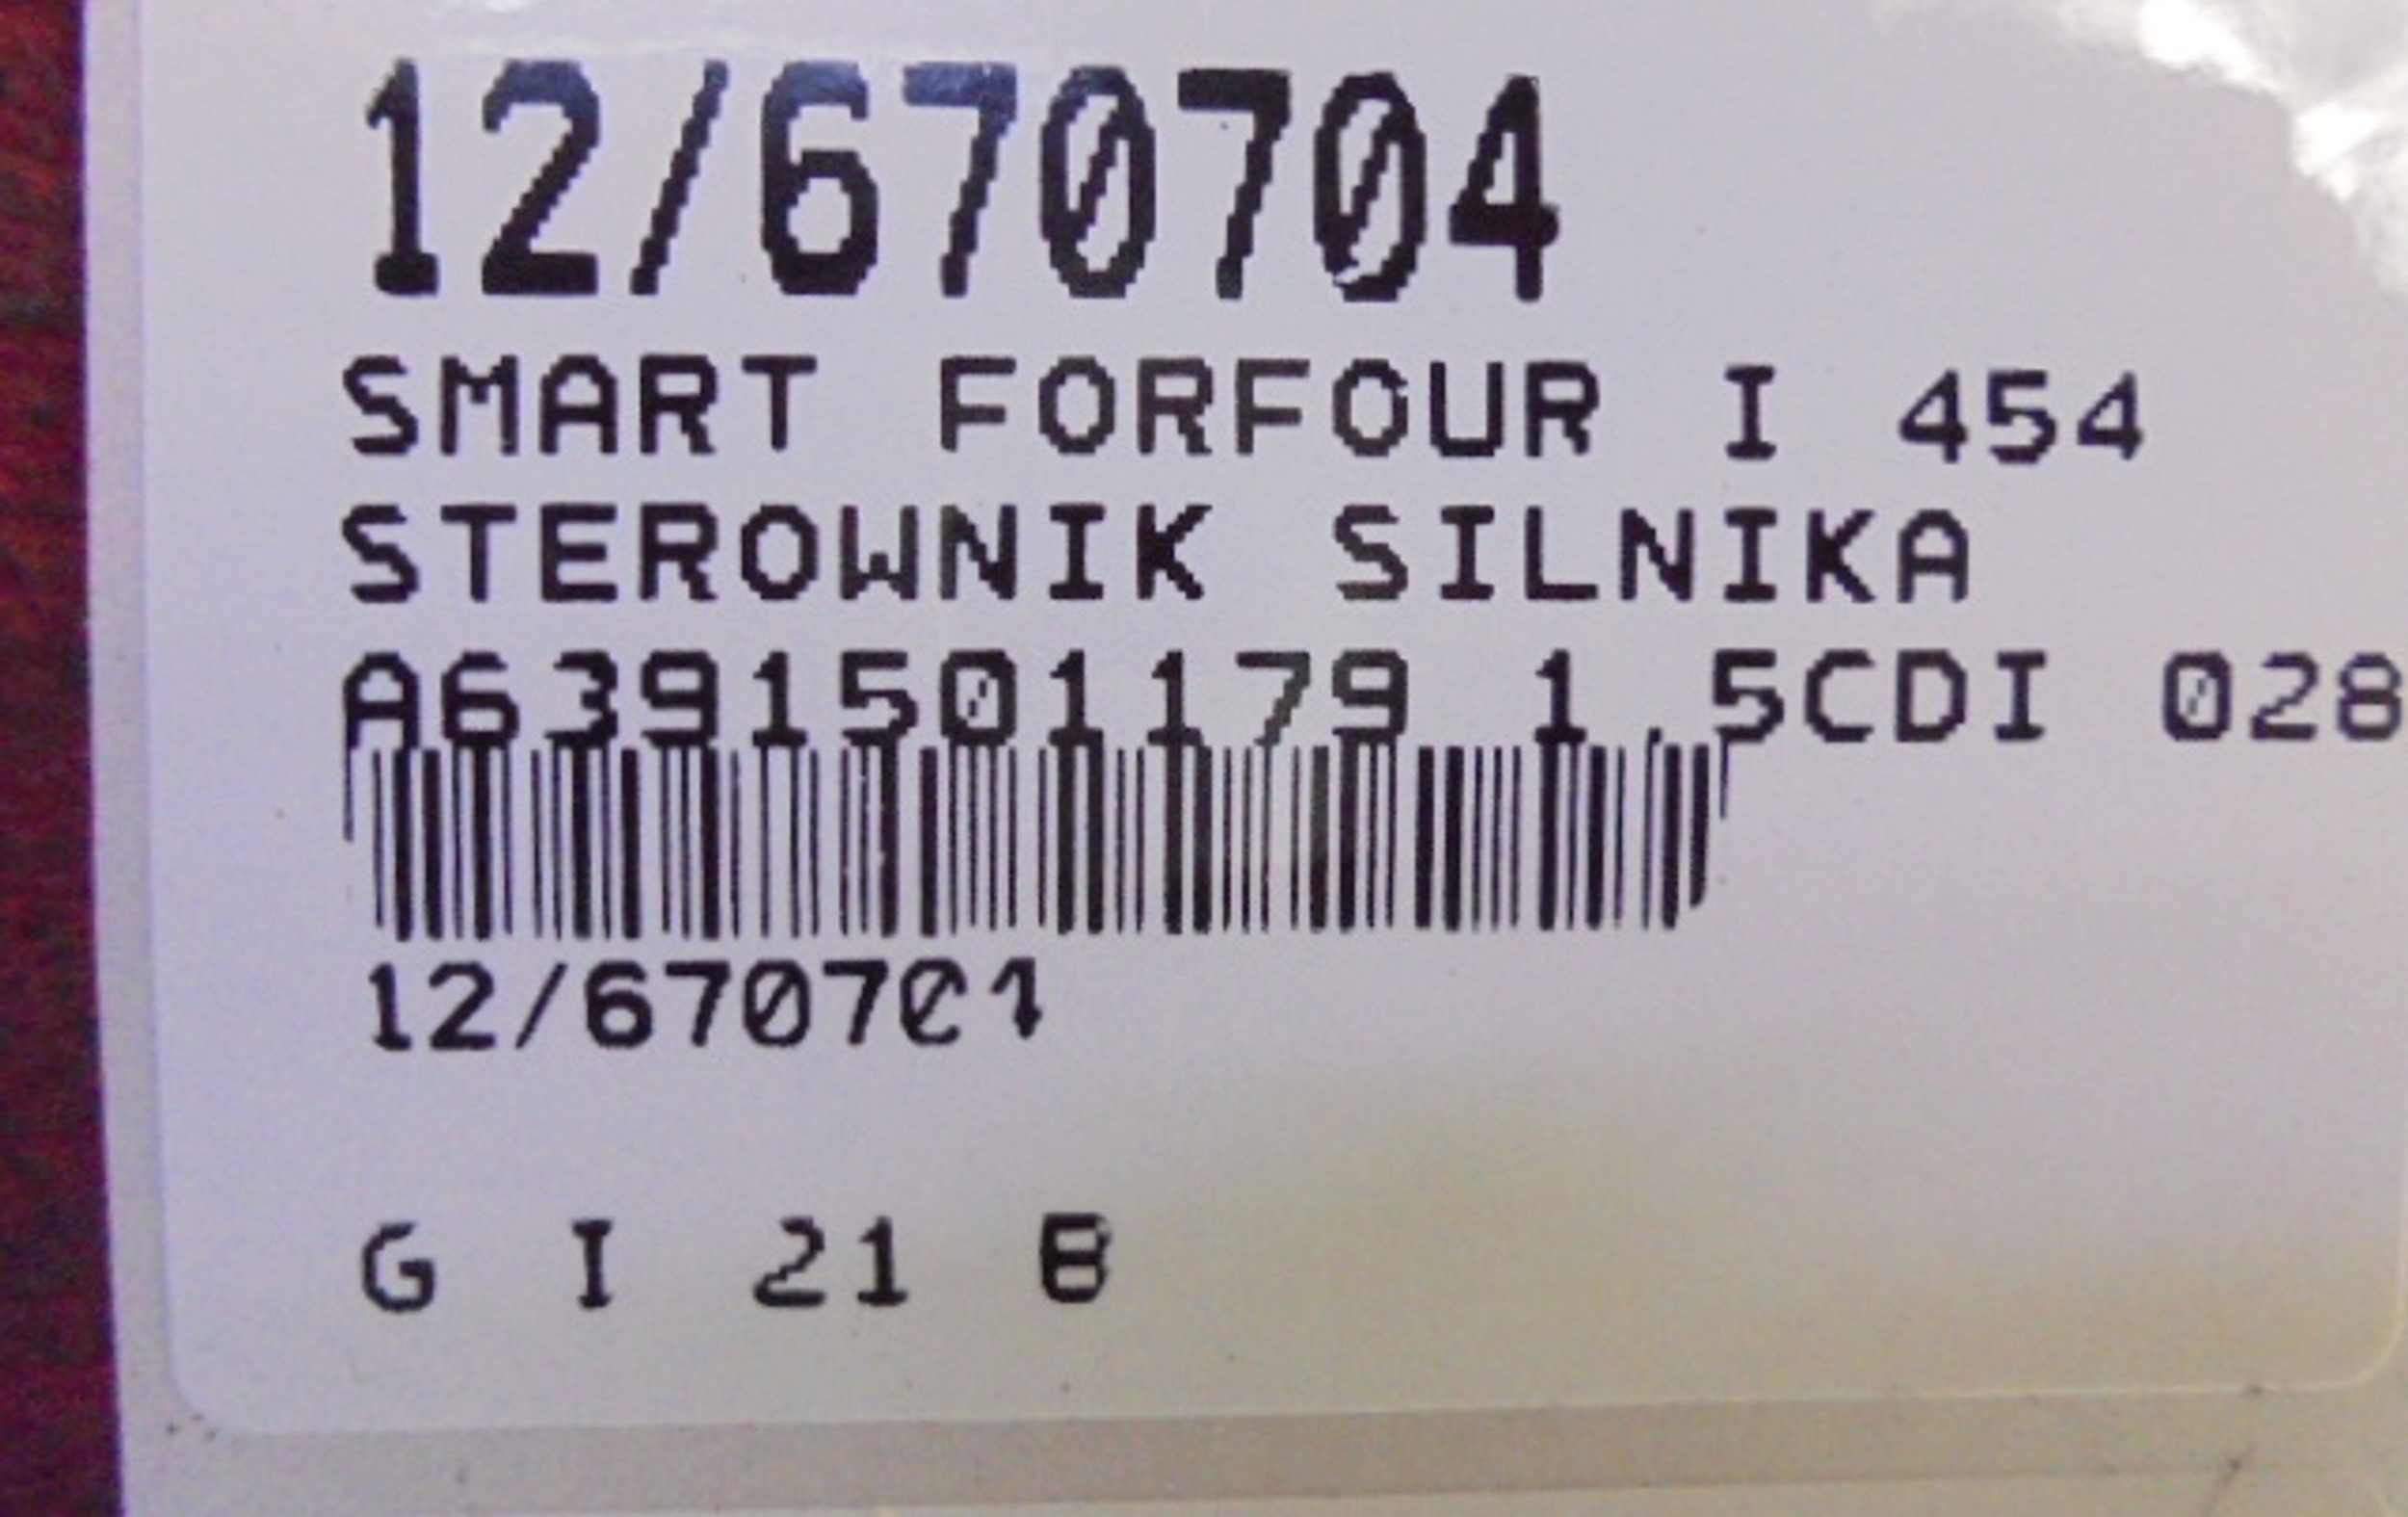 12/670704
SMART FORFOUR I 454
STEROWNIK SILNIKA
A6391501179 1.5CDI 028
12/670704
G I 21 B